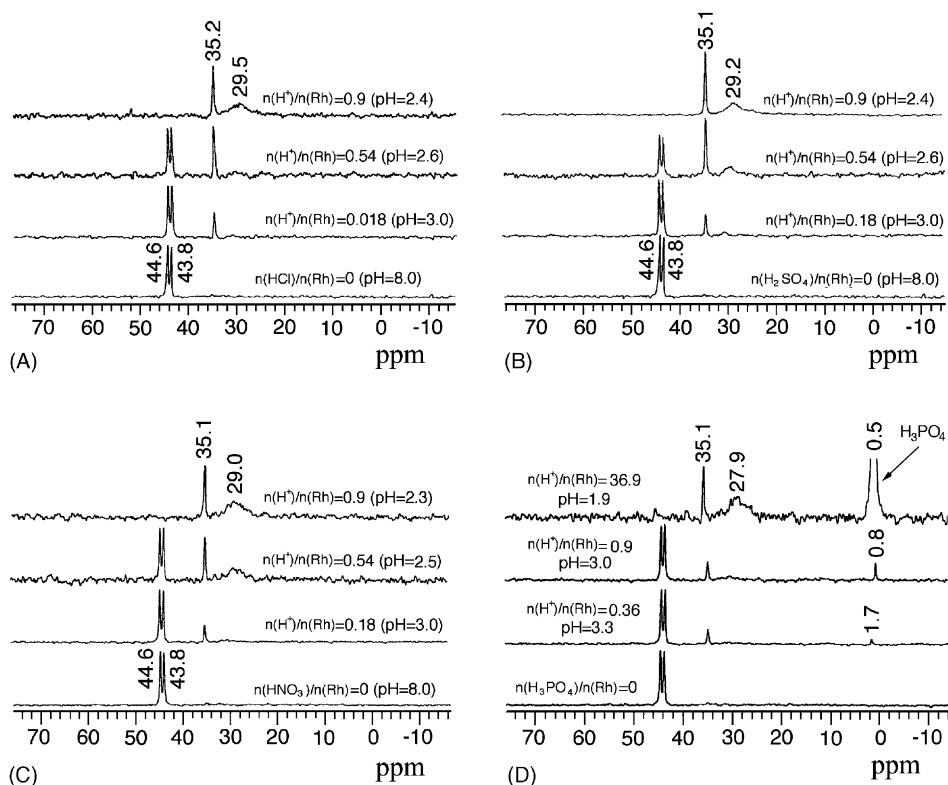 35.2
29.5
n(H⁺)/n(Rh)=0.9 (pH=2.4)
n(H⁺)/n(Rh)=0.54 (pH=2.6)
n(H⁺)/n(Rh)=0.018 (pH=3.0)
44.6
43.8
n(HCl)/n(Rh)=0 (pH=8.0)
70 60 50 40 30 20 10 0 -10
ppm
(A)
35.1
29.2
n(H⁺)/n(Rh)=0.9 (pH=2.4)
n(H⁺)/n(Rh)=0.54 (pH=2.6)
n(H⁺)/n(Rh)=0.18 (pH=3.0)
44.6
43.8
n(H₂SO₄)/n(Rh)=0 (pH=8.0)
70 60 50 40 30 20 10 0 -10
ppm
(B)
35.1
29.0
n(H⁺)/n(Rh)=0.9 (pH=2.3)
n(H⁺)/n(Rh)=0.54 (pH=2.5)
n(H⁺)/n(Rh)=0.18 (pH=3.0)
44.6
43.8
n(HNO₃)/n(Rh)=0 (pH=8.0)
70 60 50 40 30 20 10 0 -10
ppm
(C)
35.1
27.9
0.5
H₃PO₄
n(H⁺)/n(Rh)=36.9
pH=1.9
0.8
n(H⁺)/n(Rh)=0.9
pH=3.0
1.7
n(H⁺)/n(Rh)=0.36
pH=3.3
n(H₃PO₄)/n(Rh)=0
70 60 50 40 30 20 10 0 -10
ppm
(D)